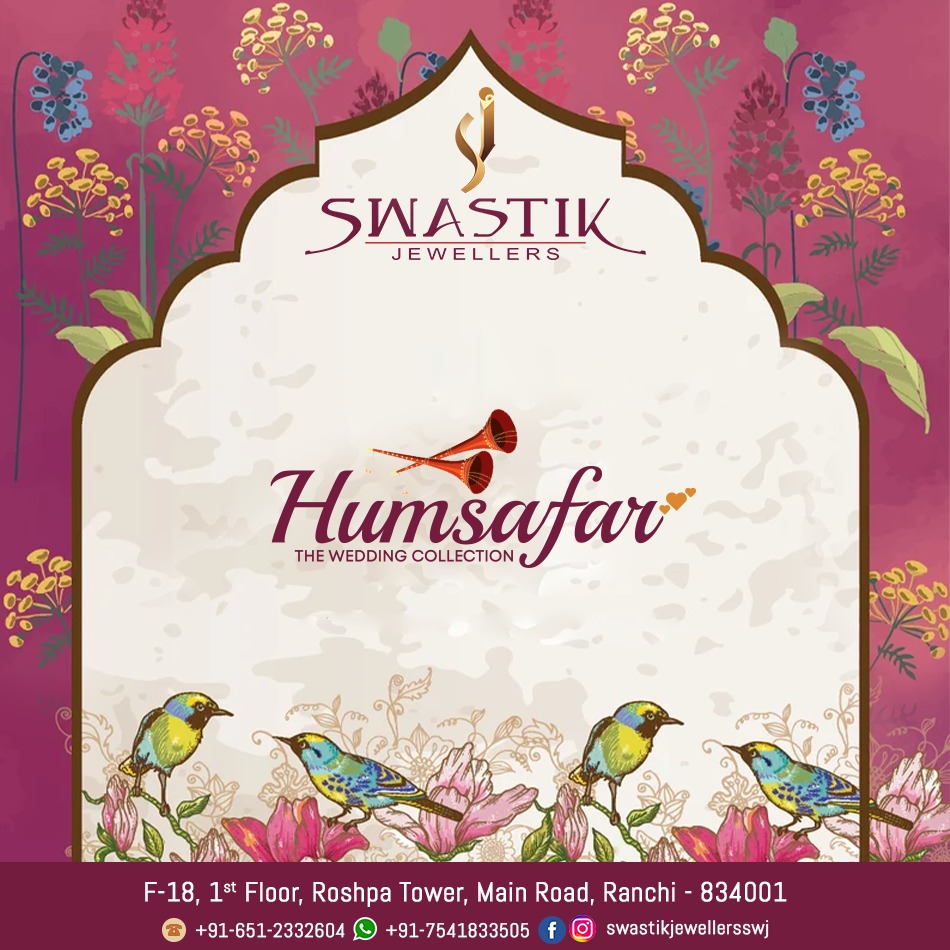 SWASTIK
JEWELLERS
Humsafar
THE WEDDING COLLECTION
F-18, 1st Floor, Roshpa Tower, Main Road, Ranchi - 834001
+91-651-2332604 +91-7541833505 swastikjewellersswj